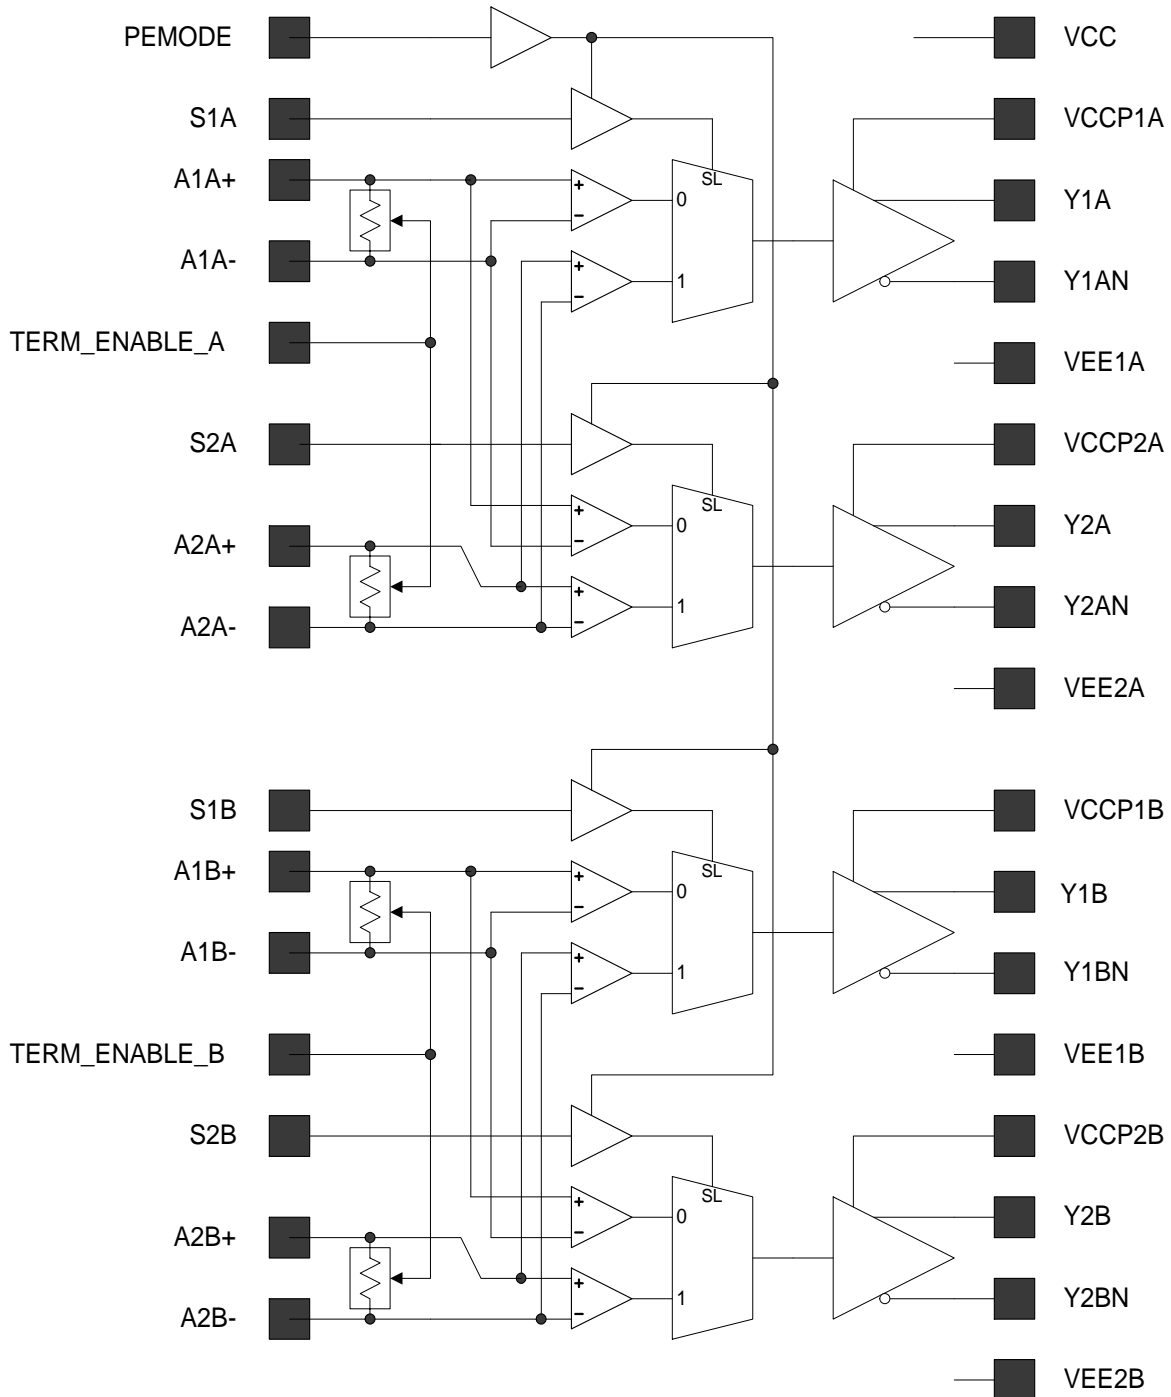 PEMODE
VCC
S1A
VCCP1A
A1A+
SL
+
0
Y1A
-
A1A-
+
1
Y1AN
-
TERM_ENABLE_A
VEE1A
S2A
VCCP2A
SL
+
0
Y2A
A2A+
-
+
1
Y2AN
A2A-
-
VEE2A
S1B
VCCP1B
A1B+
SL
+
0
Y1B
-
A1B-
+
1
Y1BN
-
TERM_ENABLE_B
VEE1B
S2B
VCCP2B
SL
+
0
Y2B
A2B+
-
+
1
Y2BN
A2B-
-
VEE2B